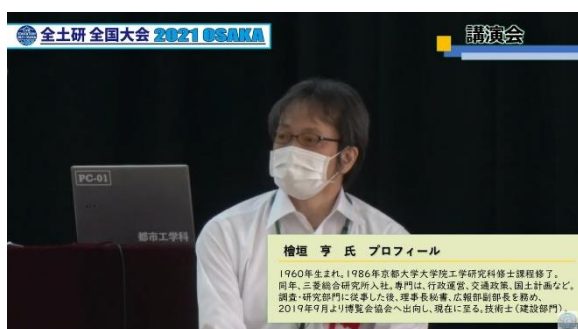 全土研 全国大会 2021 OSAKA
講演会
PC-01
都市工学科
檜垣 亨 氏 プロフィール
1960年生まれ。1986年京都大学大学院工学研究科修士課程修了。
同年、三菱総合研究所入社。専門は、行政運営、交通政策、国土計画など。
調査・研究部門に従事した後、理事長秘書、広報部副部長を務め、
2019年9月より博覧会協会へ出向し、現在に至る。技術士（建設部門）。